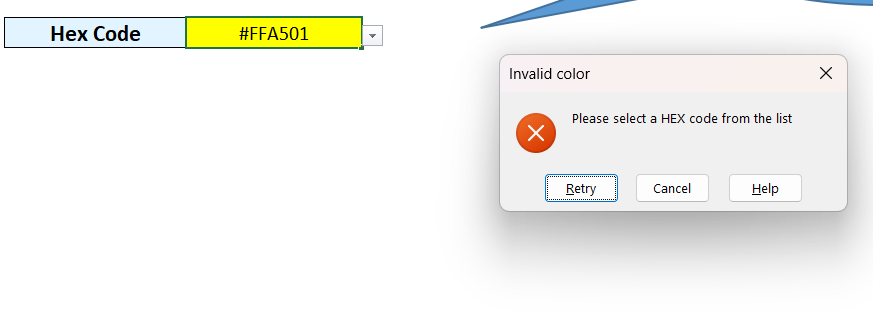 Hex Code
#FFA501
Invalid color
Please select a HEX code from the list
Retry
Cancel
Help